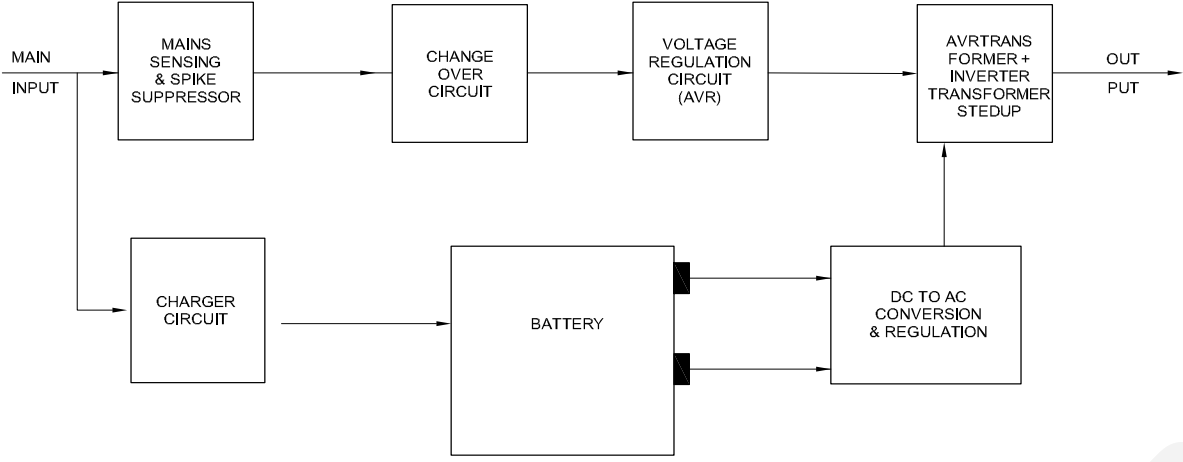 MAIN
INPUT
MAINS
SENSING
& SPIKE
SUPPRESSOR
CHANGE
OVER
CIRCUIT
VOLTAGE
REGULATION
CIRCUIT
(AVR)
AVRTRANS
FORMER +
INVERTER
TRANSFORMER
STEDUP
OUT
PUT
CHARGER
CIRCUIT
BATTERY
DC TO AC
CONVERSION
& REGULATION